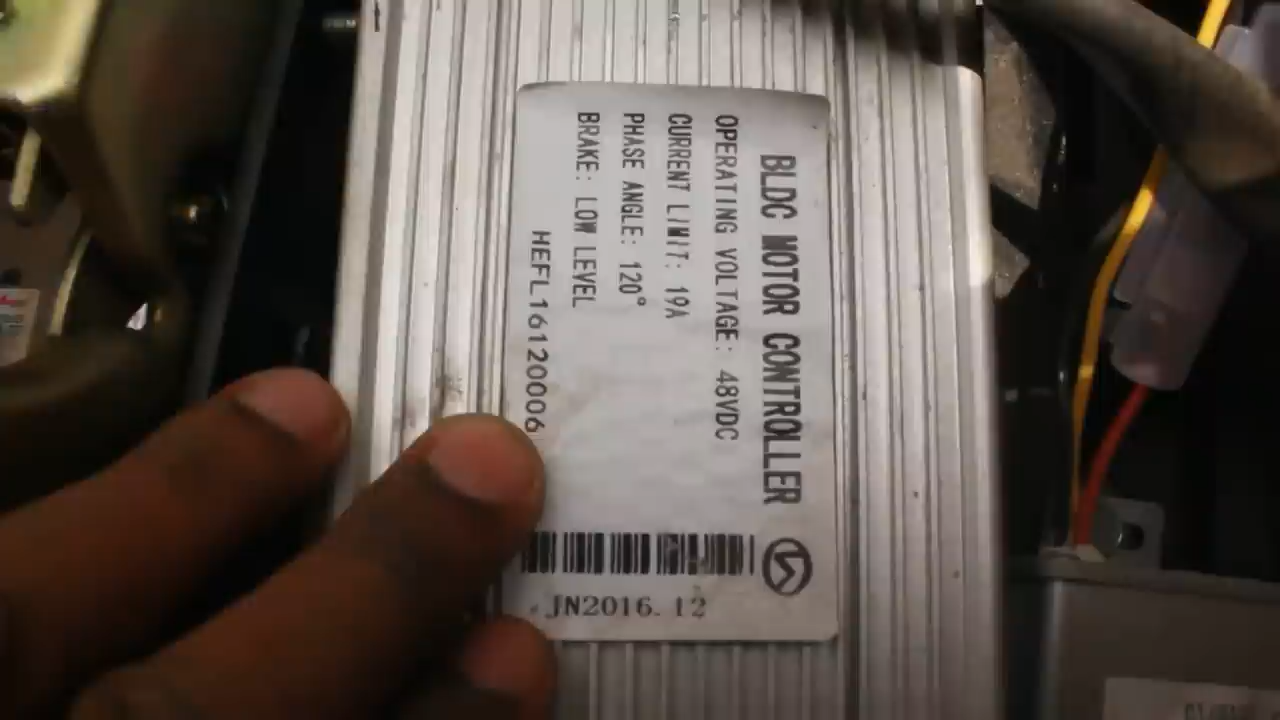 BLDC MOTOR CONTROLLER
OPERATING VOLTAGE: 48VDC
CURRENT LIMIT: 19A
PHASE ANGLE: 120°
BRAKE: LOW LEVEL
HEFL16120006
JN2016.12